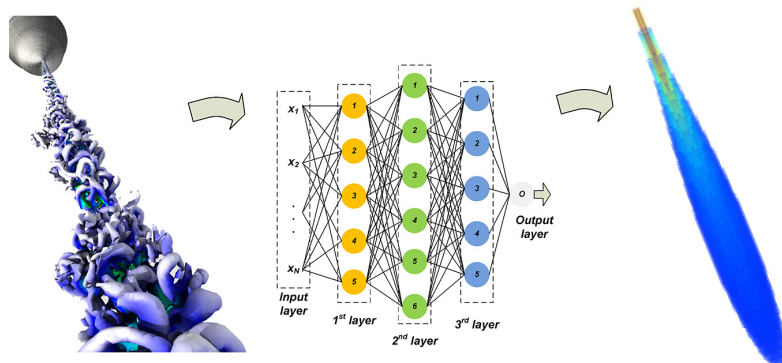 x1
x2
.
.
.
xN
Input
layer
1
2
3
4
5
1st layer
1
2
3
4
5
6
2nd layer
1
2
3
4
5
3rd layer
O
Output
layer